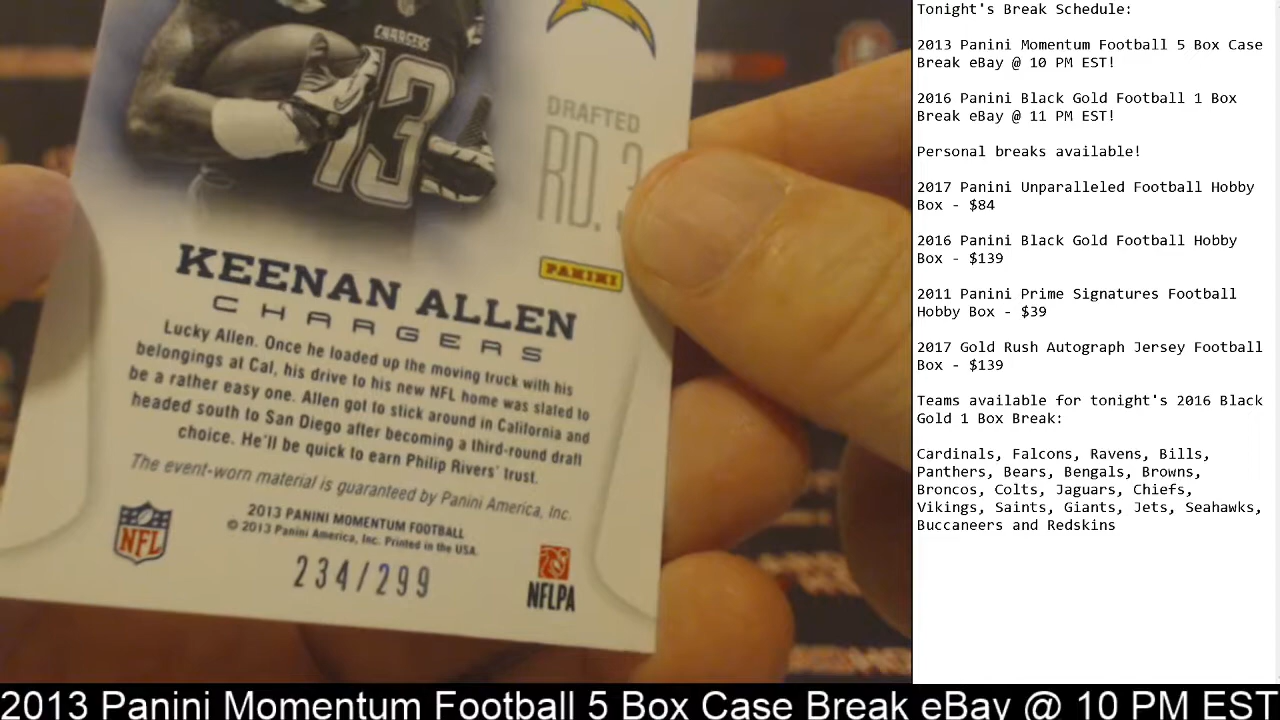 CHARGERS
13
DRAFTED
RD. 3
PANINI
KEENAN ALLEN
CHARGERS
Lucky Allen. Once he loaded up the moving truck with his
belongings at Cal, his drive to his new NFL home was slated to
be a rather easy one. Allen got to stick around in California and
headed south to San Diego after becoming a third-round draft
choice. He'll be quick to earn Philip Rivers' trust.
The event-worn material is guaranteed by Panini America, Inc.
2013 PANINI MOMENTUM FOOTBALL
© 2013 Panini America, Inc. Printed in the USA.
NFL
234/299
NFLPA
Tonight's Break Schedule:
2013 Panini Momentum Football 5 Box Case
Break eBay @ 10 PM EST!
2016 Panini Black Gold Football 1 Box
Break eBay @ 11 PM EST!
Personal breaks available!
2017 Panini Unparalleled Football Hobby
Box - $84
2016 Panini Black Gold Football Hobby
Box - $139
2011 Panini Prime Signatures Football
Hobby Box - $39
2017 Gold Rush Autograph Jersey Football
Box - $139
Teams available for tonight's 2016 Black
Gold 1 Box Break:
Cardinals, Falcons, Ravens, Bills,
Panthers, Bears, Bengals, Browns,
Broncos, Colts, Jaguars, Chiefs,
Vikings, Saints, Giants, Jets, Seahawks,
Buccaneers and Redskins
2013 Panini Momentum Football 5 Box Case Break eBay @ 10 PM EST